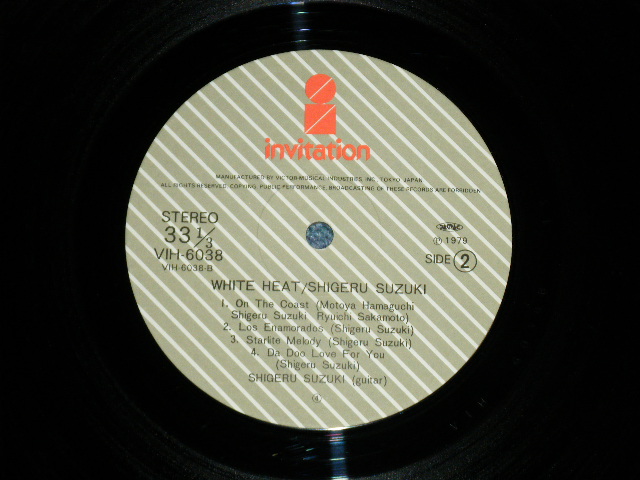 invitation
MANUFACTURED BY VICTOR MUSICAL INDUSTRIES, INC., TOKYO, JAPAN
ALL RIGHTS RESERVED. COPYING, PUBLIC PERFORMANCE, BROADCASTING OF THESE RECORDS ARE FORBIDDEN
STEREO
33 1/3
VIH-6038
VIH-6038-B
℗ 1979
SIDE 2
WHITE HEAT/SHIGERU SUZUKI
1. On The Coast (Motoya Hamaguchi
Shigeru Suzuki Ryuichi Sakamoto)
2. Los Enamorados (Shigeru Suzuki)
3. Starlite Melody (Shigeru Suzuki)
4. Da Doo Love For You
(Shigeru Suzuki)
SHIGERU SUZUKI (guitar)